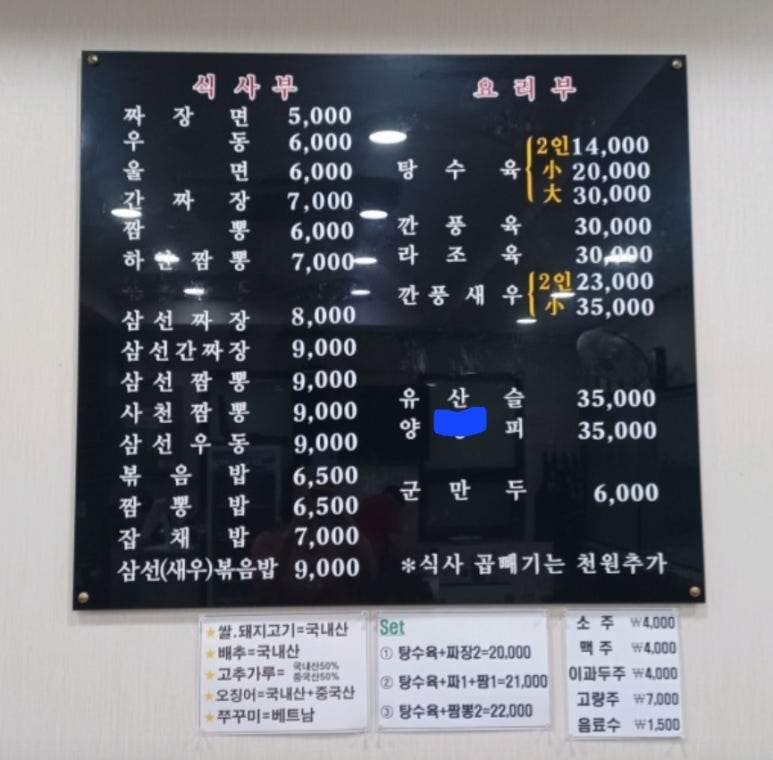 식사부
짜장면 5,000
우동 6,000
울면 6,000
간짜장 7,000
짬뽕 6,000
하얀짬뽕 7,000
삼선짜장 8,000
삼선간짜장 9,000
삼선짬뽕 9,000
사천짬뽕 9,000
삼선우동 9,000
볶음밥 6,500
짬뽕밥 6,500
잡채밥 7,000
삼선(새우)볶음밥 9,000
요리부
탕수육 2인 14,000
小 20,000
大 30,000
깐풍육 30,000
라조육 30,000
깐풍새우 2인 23,000
小 35,000
유산슬 35,000
양 피 35,000
군만두 6,000
*식사 곱빼기는 천원추가
★쌀.돼지고기=국내산
★배추=국내산
★고추가루= 국내산50%
중국산50%
★오징어=국내산+중국산
★쭈꾸미=베트남
Set
① 탕수육+짜장2=20,000
② 탕수육+짜1+짬1=21,000
③ 탕수육+짬뽕2=22,000
소주 ₩4,000
맥주 ₩4,000
이과두주 ₩4,000
고량주 ₩7,000
음료수 ₩1,500